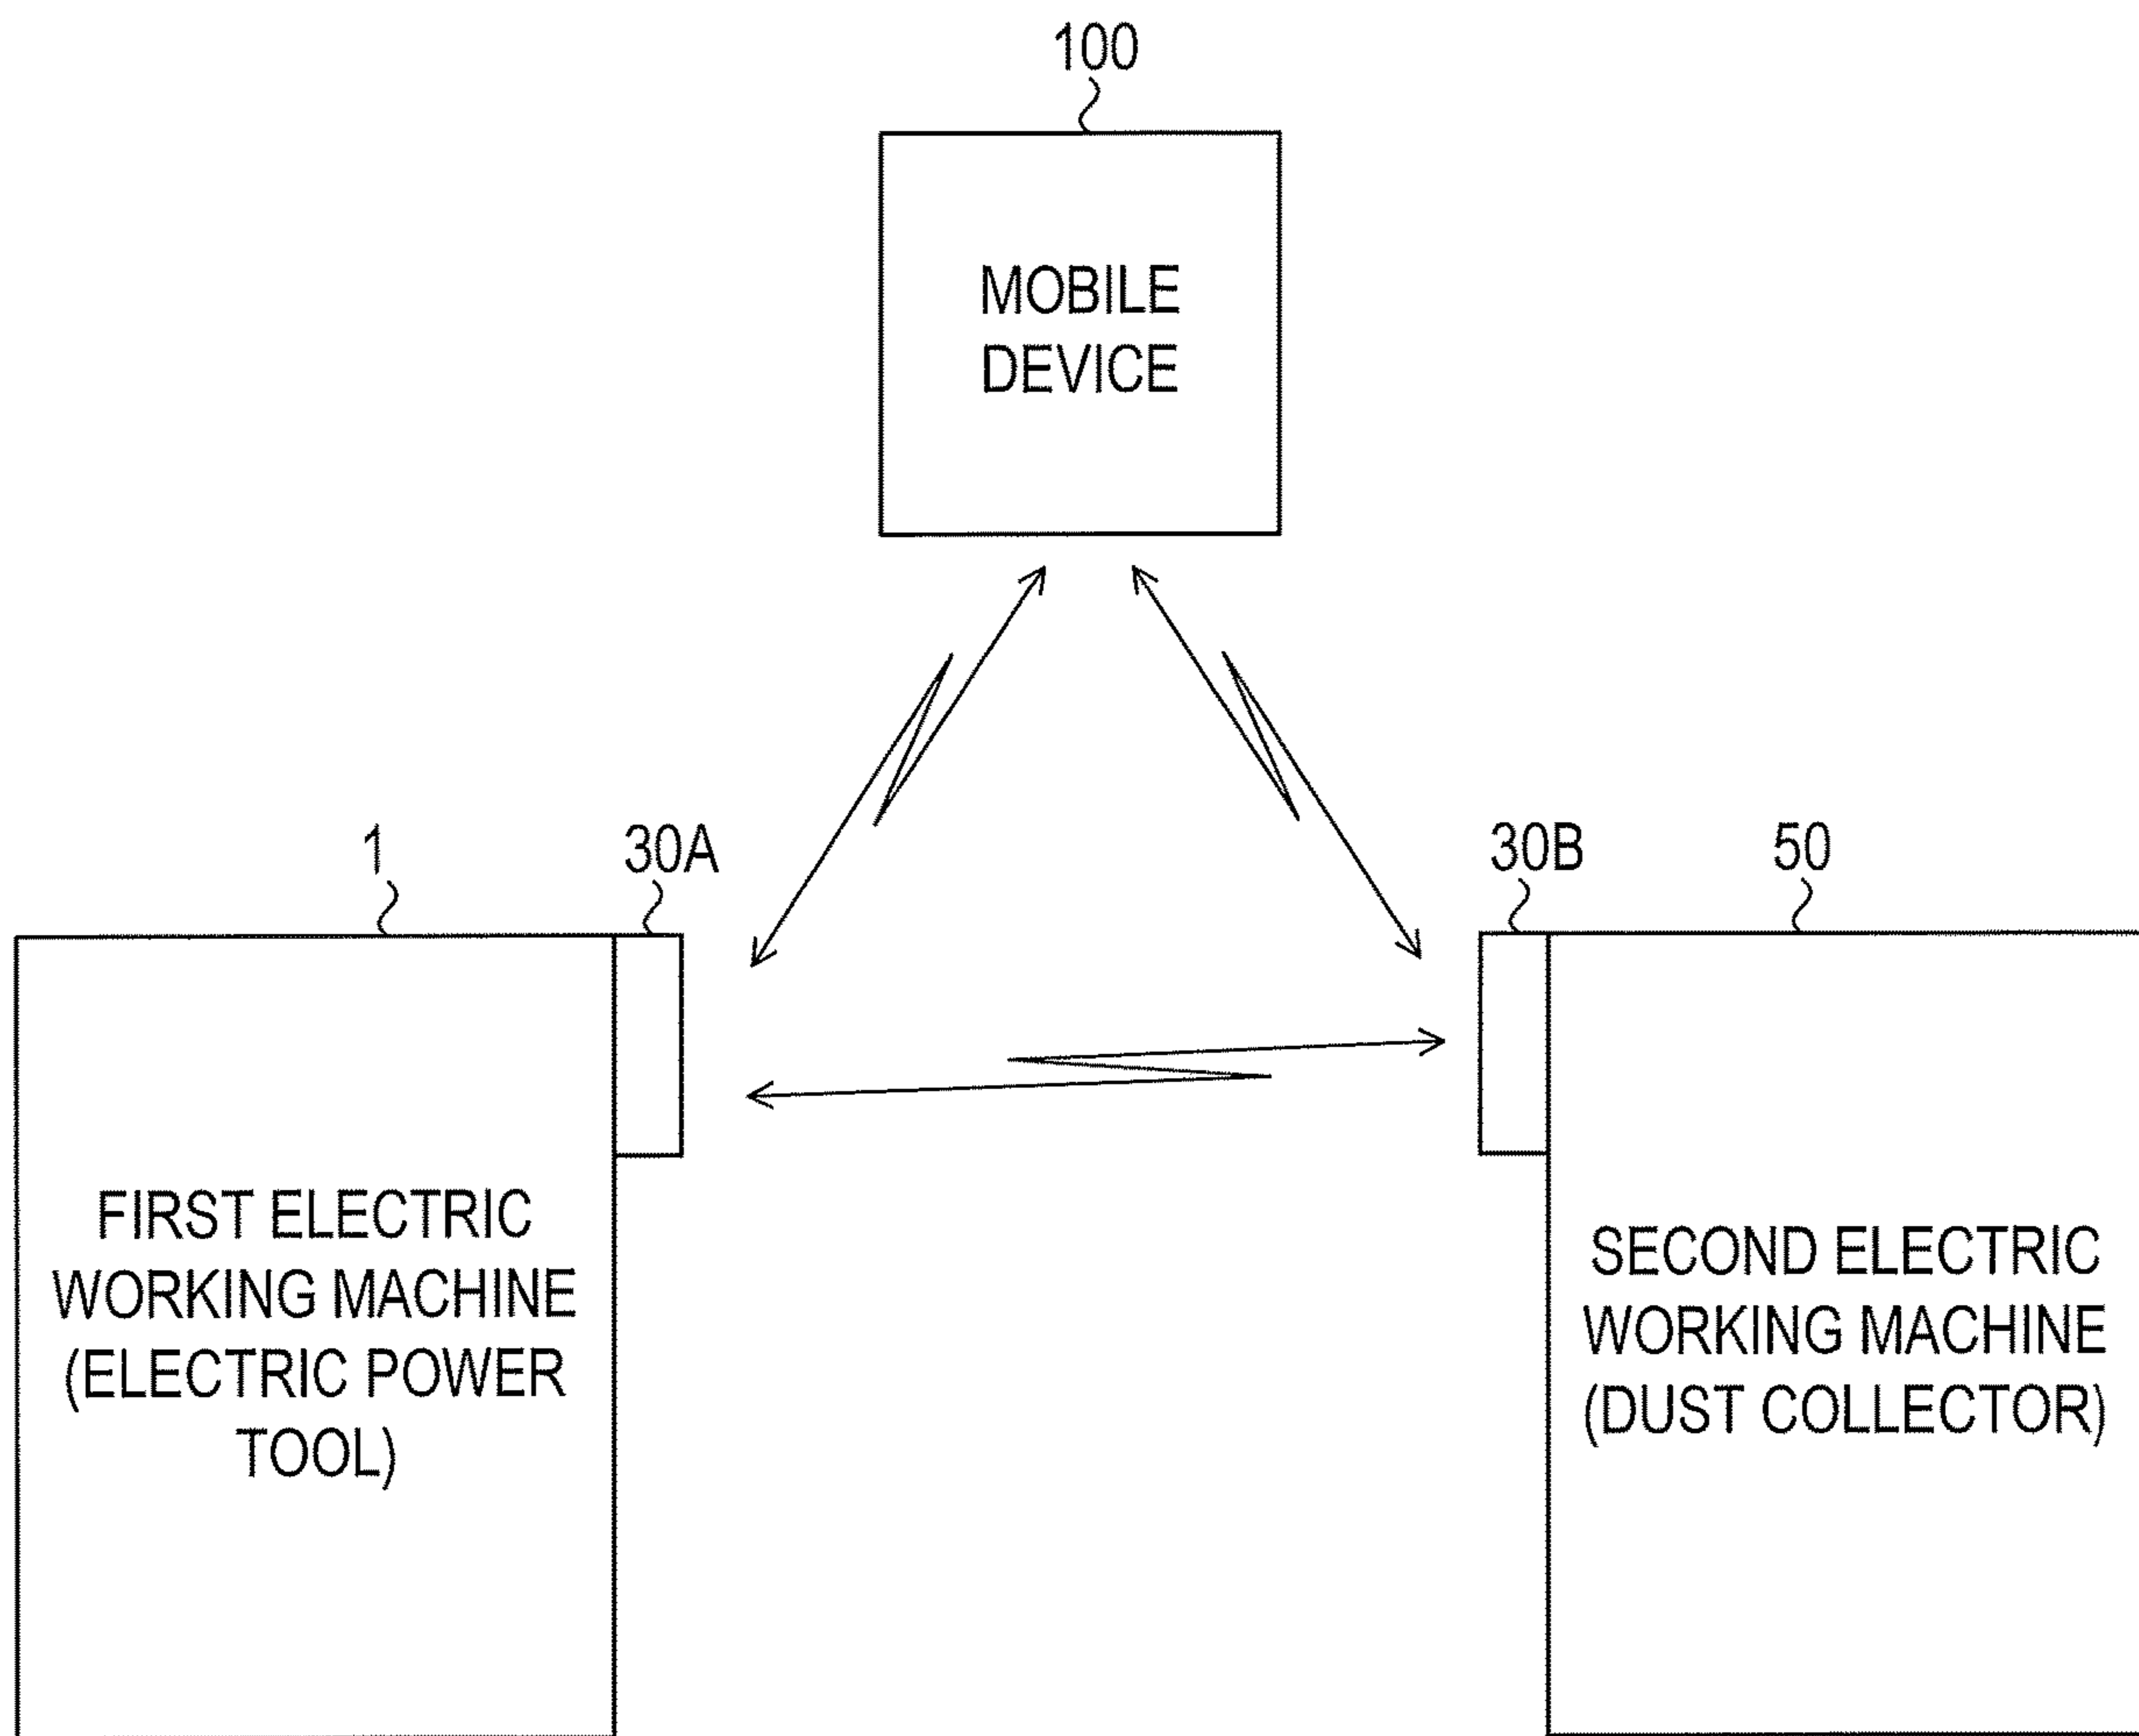 100
MOBILE
DEVICE
1
30A
30B
50
FIRST ELECTRIC
WORKING MACHINE
(ELECTRIC POWER
TOOL)
SECOND ELECTRIC
WORKING MACHINE
(DUST COLLECTOR)